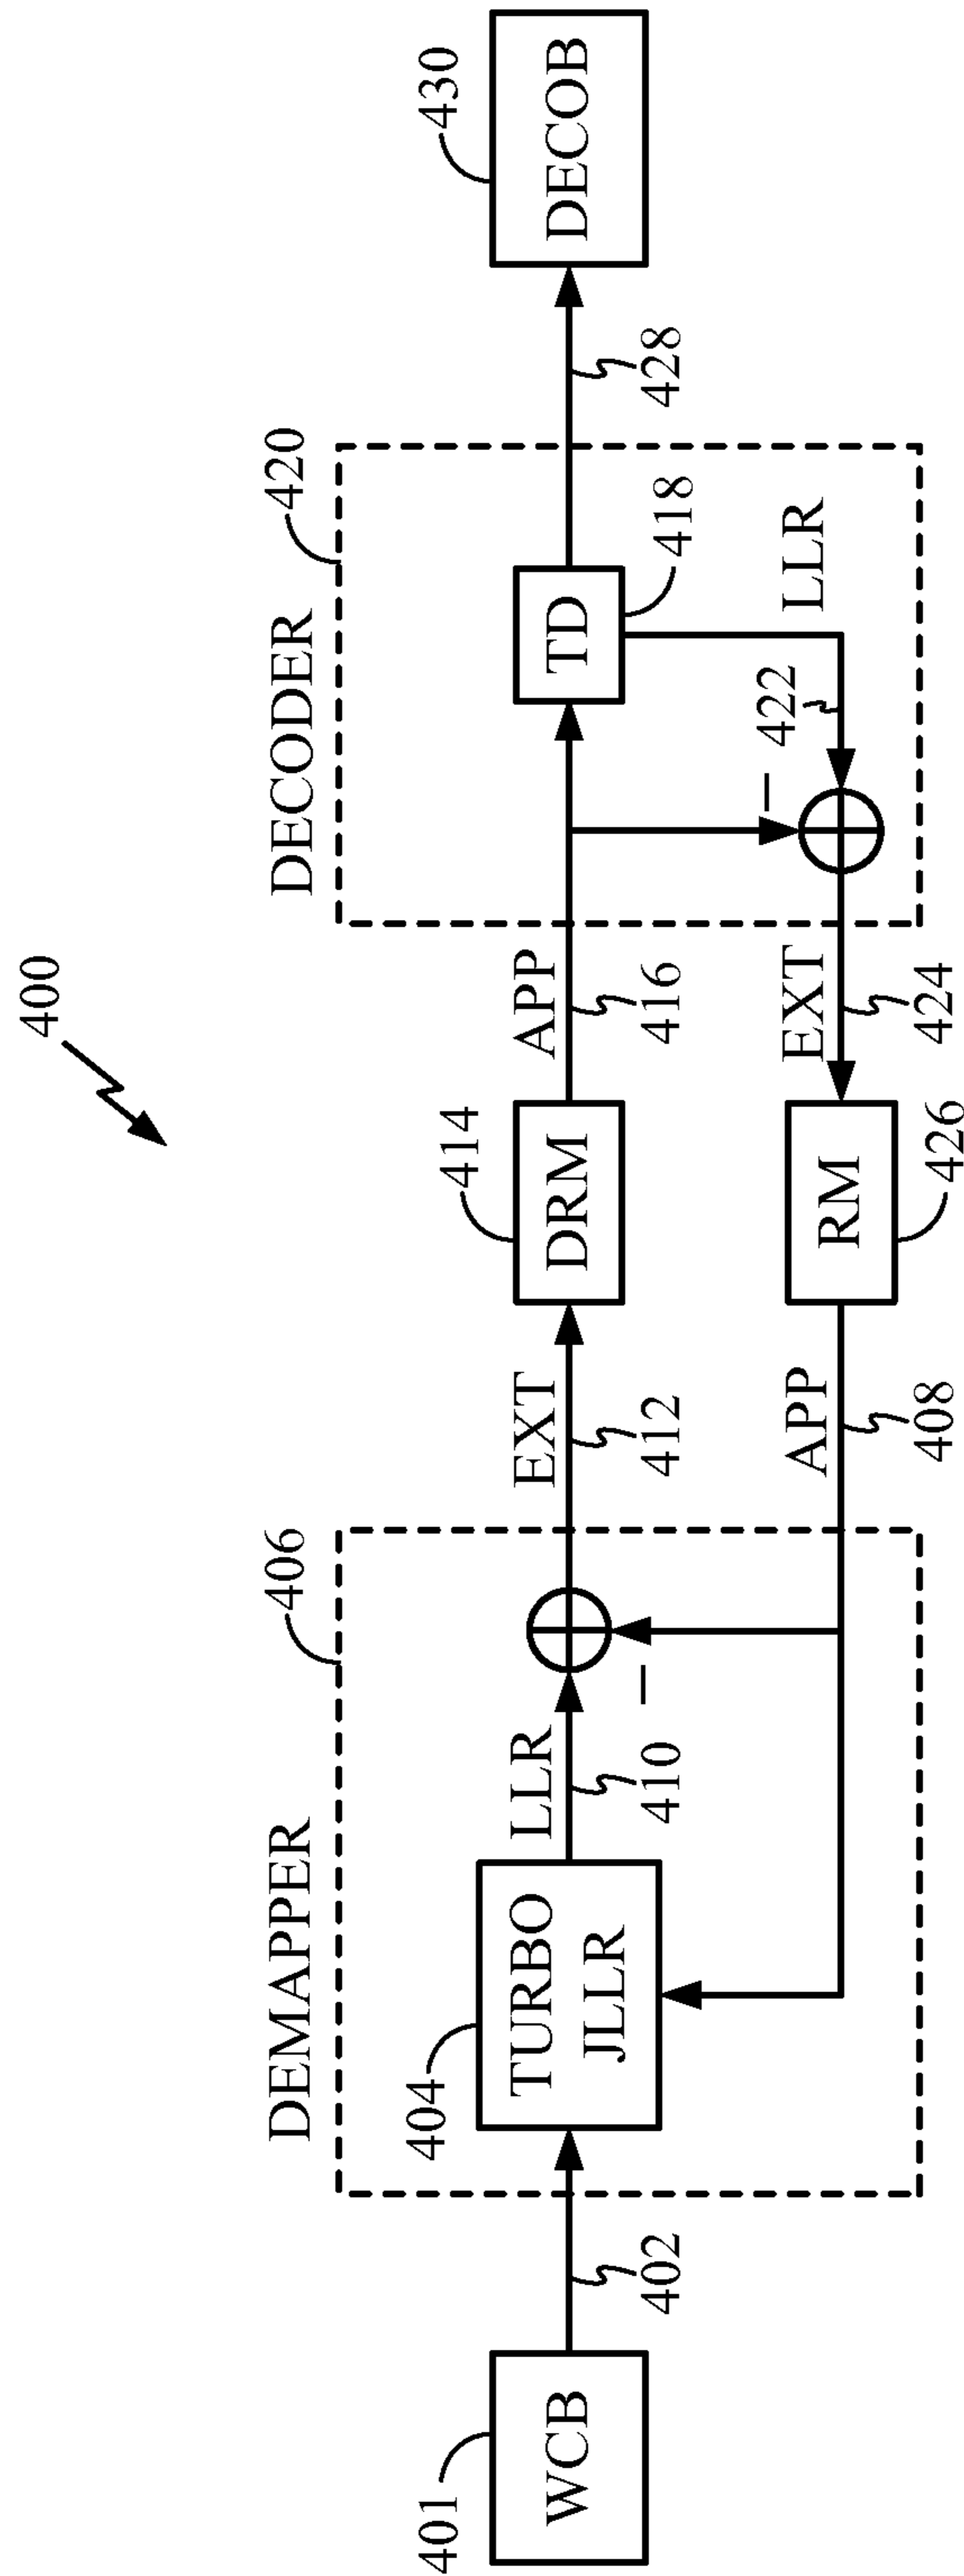 400
DEMAPPER
406
DECODER
420
401
WCB
402
404
TURBO
JLLR
LLR
410
−
EXT
412
414
DRM
APP
416
TD
418
428
430
DECOB
APP
408
RM
426
EXT
424
−
422
LLR